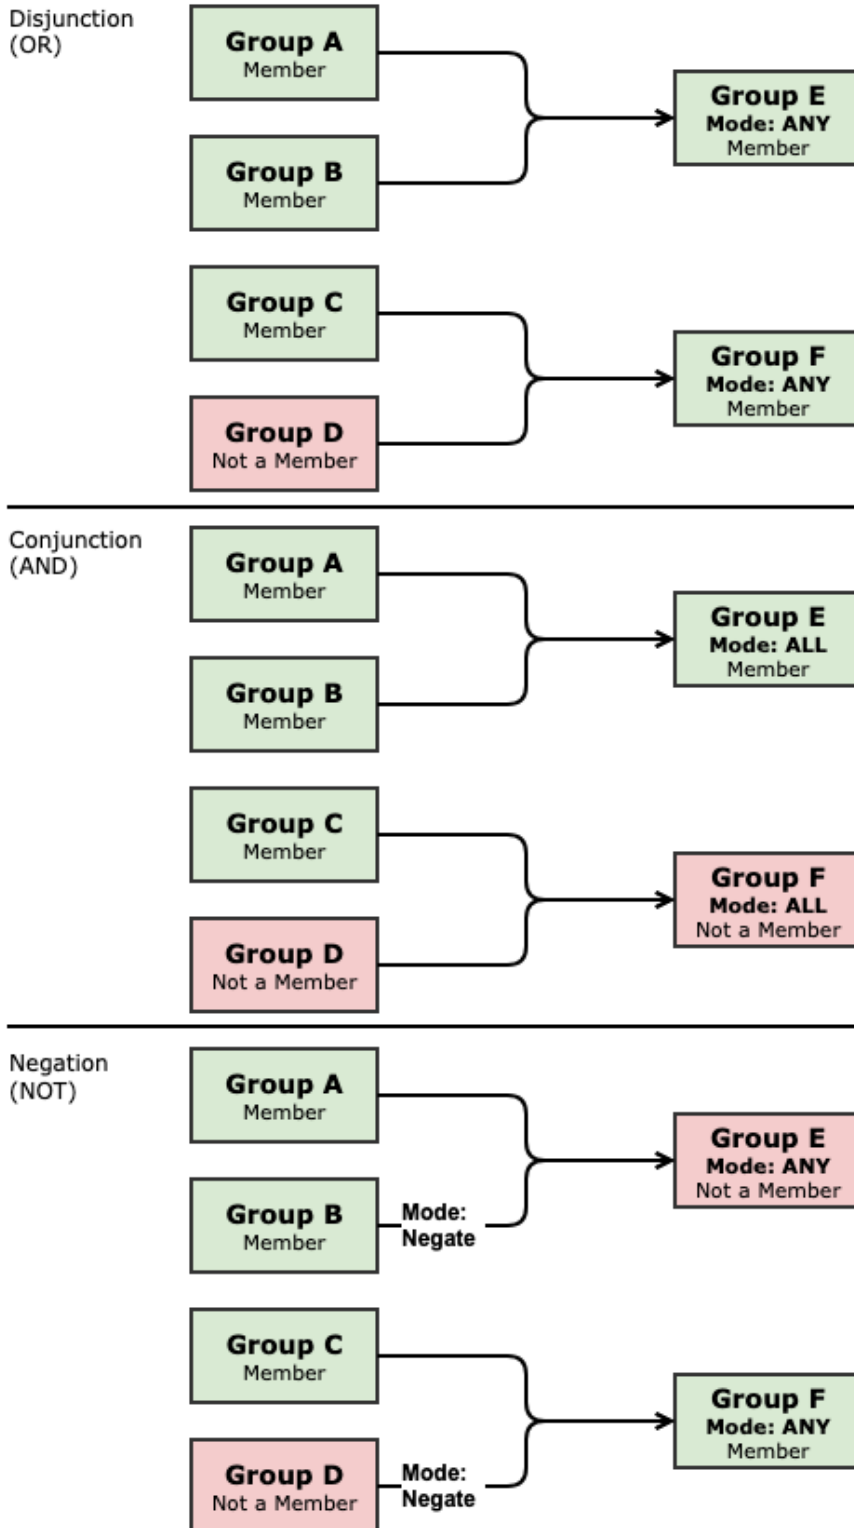 Disjunction
(OR)
Group A
Member
Group B
Member
Group E
Mode: ANY
Member
Group C
Member
Group D
Not a Member
Group F
Mode: ANY
Member
Conjunction
(AND)
Group A
Member
Group B
Member
Group E
Mode: ALL
Member
Group C
Member
Group D
Not a Member
Group F
Mode: ALL
Not a Member
Negation
(NOT)
Group A
Member
Group B
Member
Mode:
Negate
Group E
Mode: ANY
Not a Member
Group C
Member
Group D
Not a Member
Mode:
Negate
Group F
Mode: ANY
Member